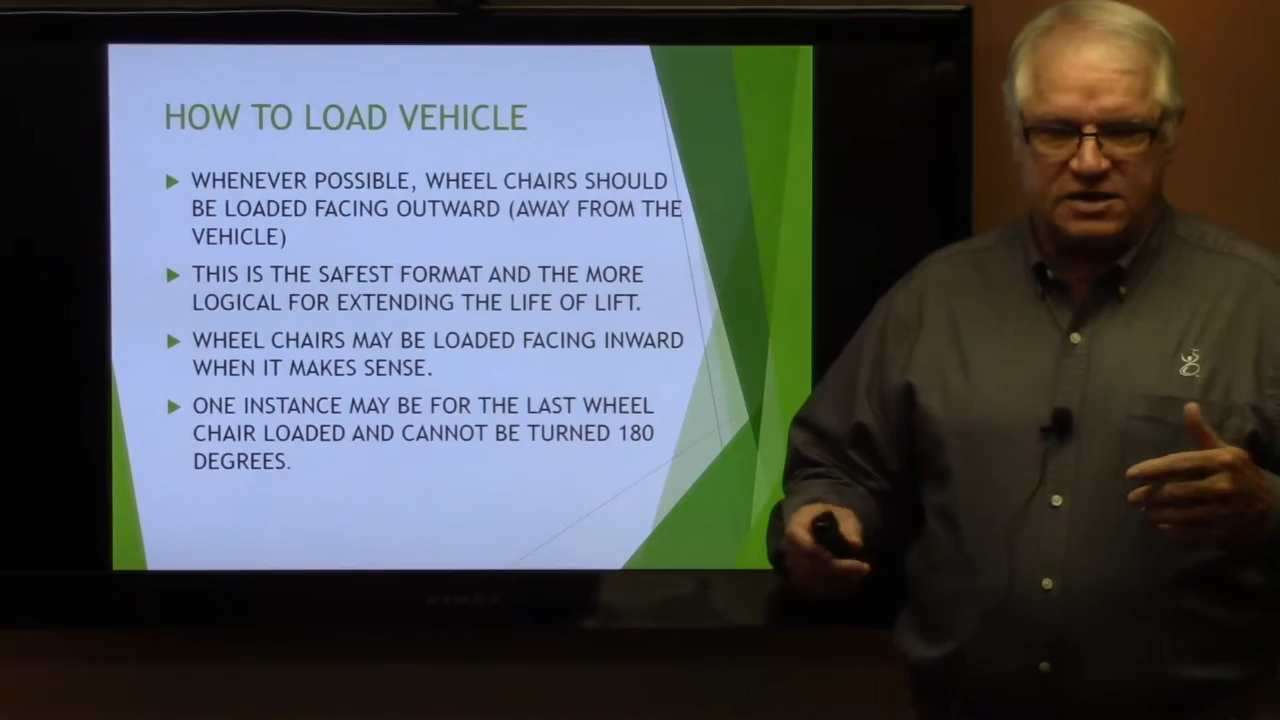 HOW TO LOAD VEHICLE
WHENEVER POSSIBLE, WHEEL CHAIRS SHOULD
BE LOADED FACING OUTWARD (AWAY FROM THE
VEHICLE)
THIS IS THE SAFEST FORMAT AND THE MORE
LOGICAL FOR EXTENDING THE LIFE OF LIFT.
WHEEL CHAIRS MAY BE LOADED FACING INWARD
WHEN IT MAKES SENSE.
ONE INSTANCE MAY BE FOR THE LAST WHEEL
CHAIR LOADED AND CANNOT BE TURNED 180
DEGREES.